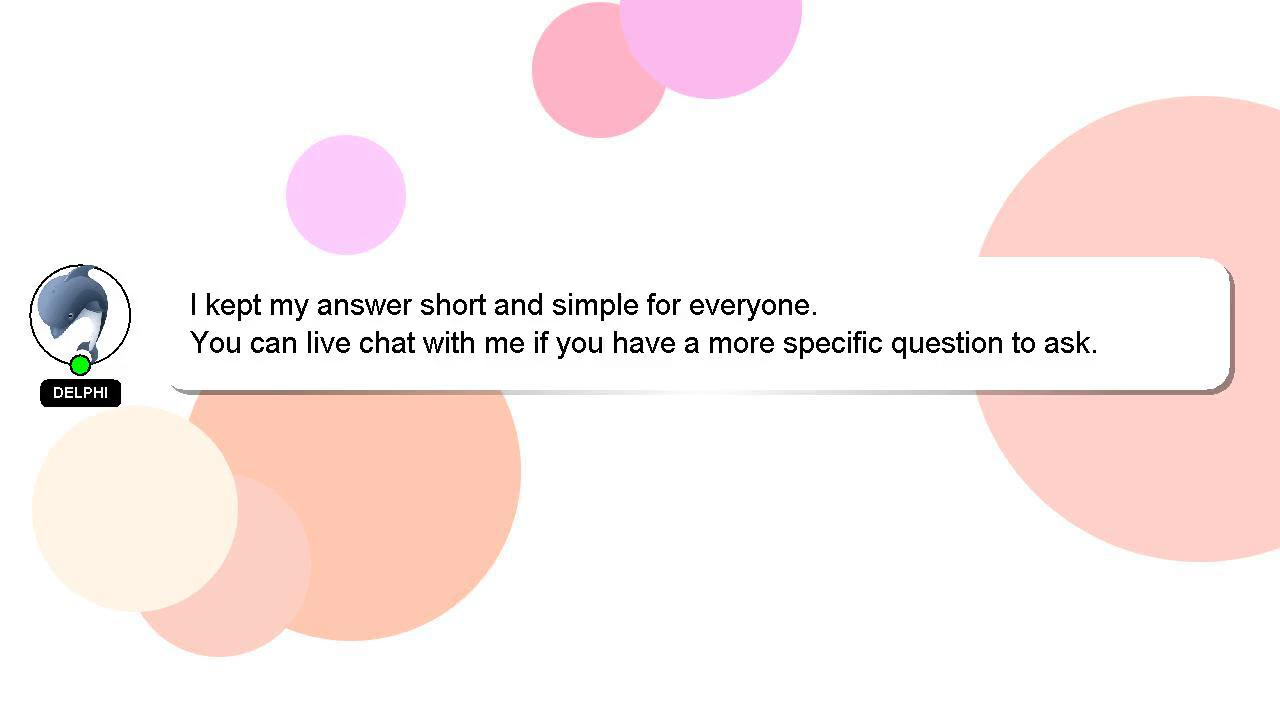 I kept my answer short and simple for everyone.
You can live chat with me if you have a more specific question to ask.
DELPHI